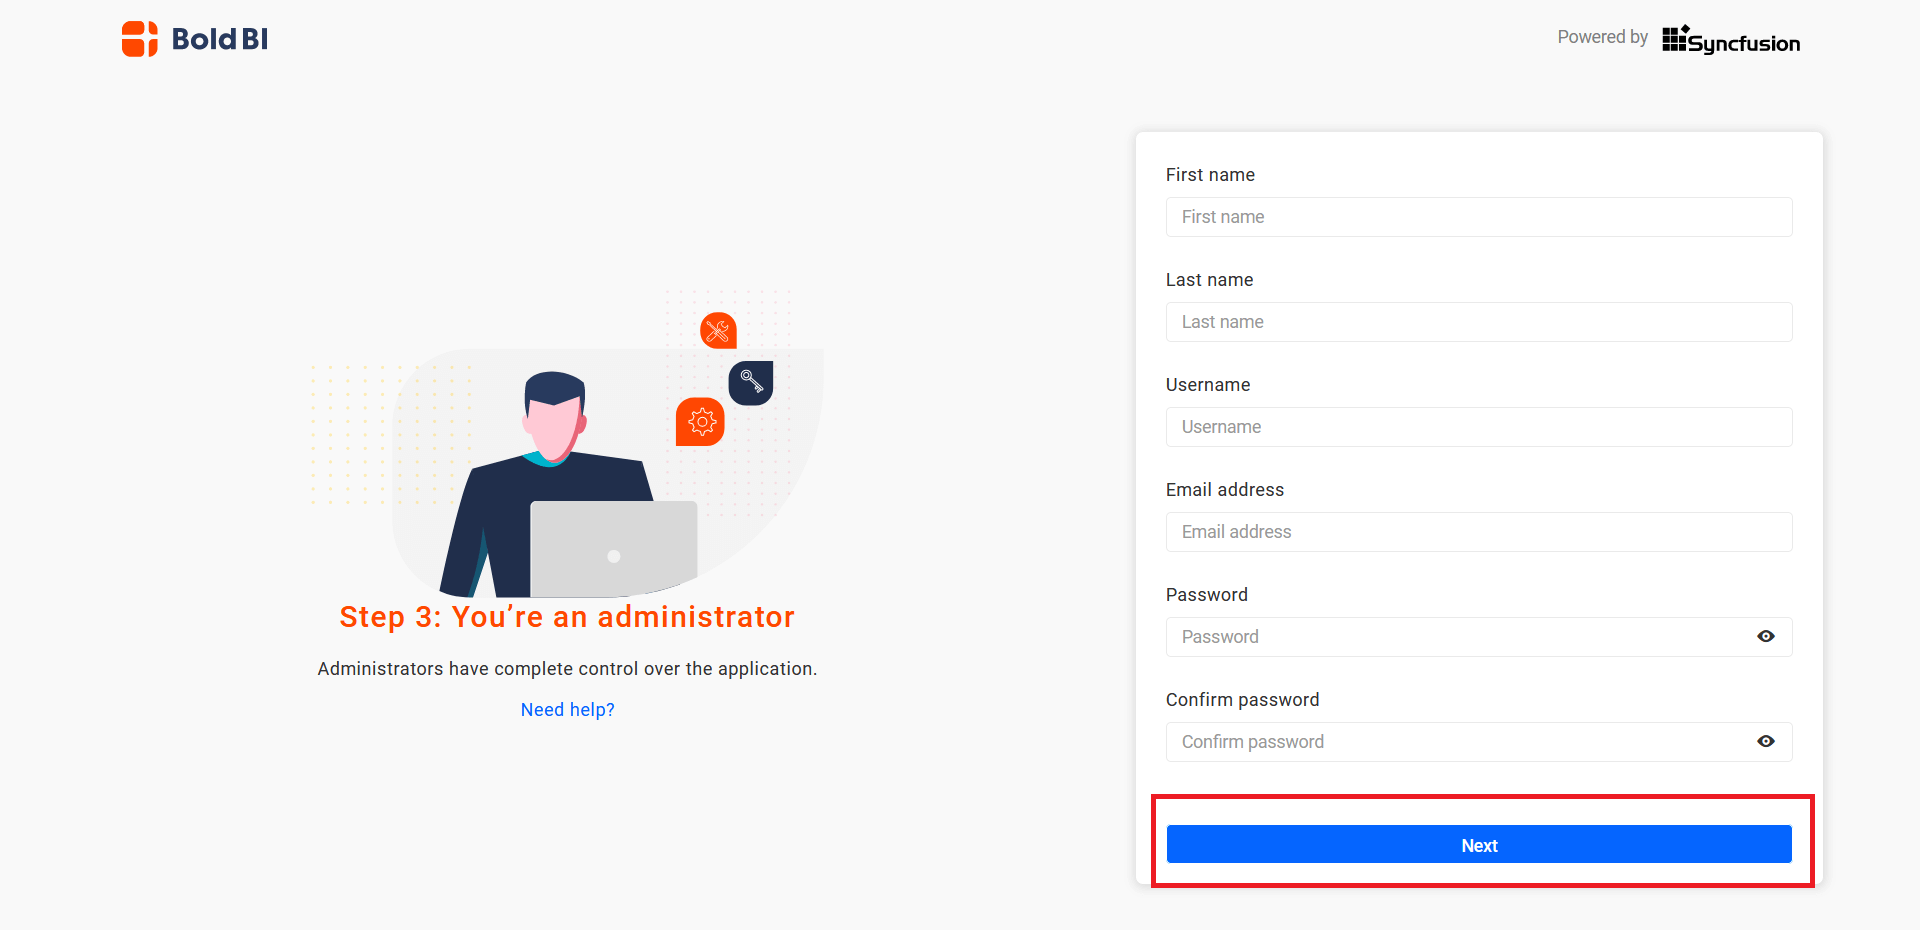 Bold BI
Powered by Syncfusion
Step 3: You’re an administrator
Administrators have complete control over the application.
Need help?
First name
First name
Last name
Last name
Username
Username
Email address
Email address
Password
Password
Confirm password
Confirm password
Next